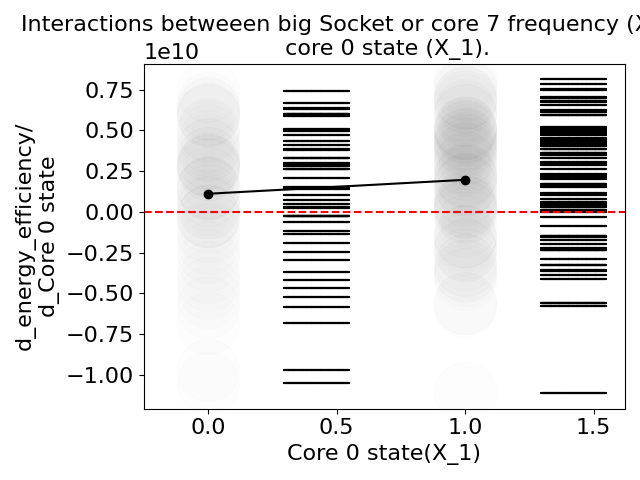 Interactions betweeen big Socket or core 7 frequency (X
core 0 state (X_1).
1e10
0.75
0.50
0.25
0.00
−0.25
−0.50
−0.75
−1.00
d_energy_efficiency/
d_Core 0 state
0.0
0.5
1.0
1.5
Core 0 state(X_1)